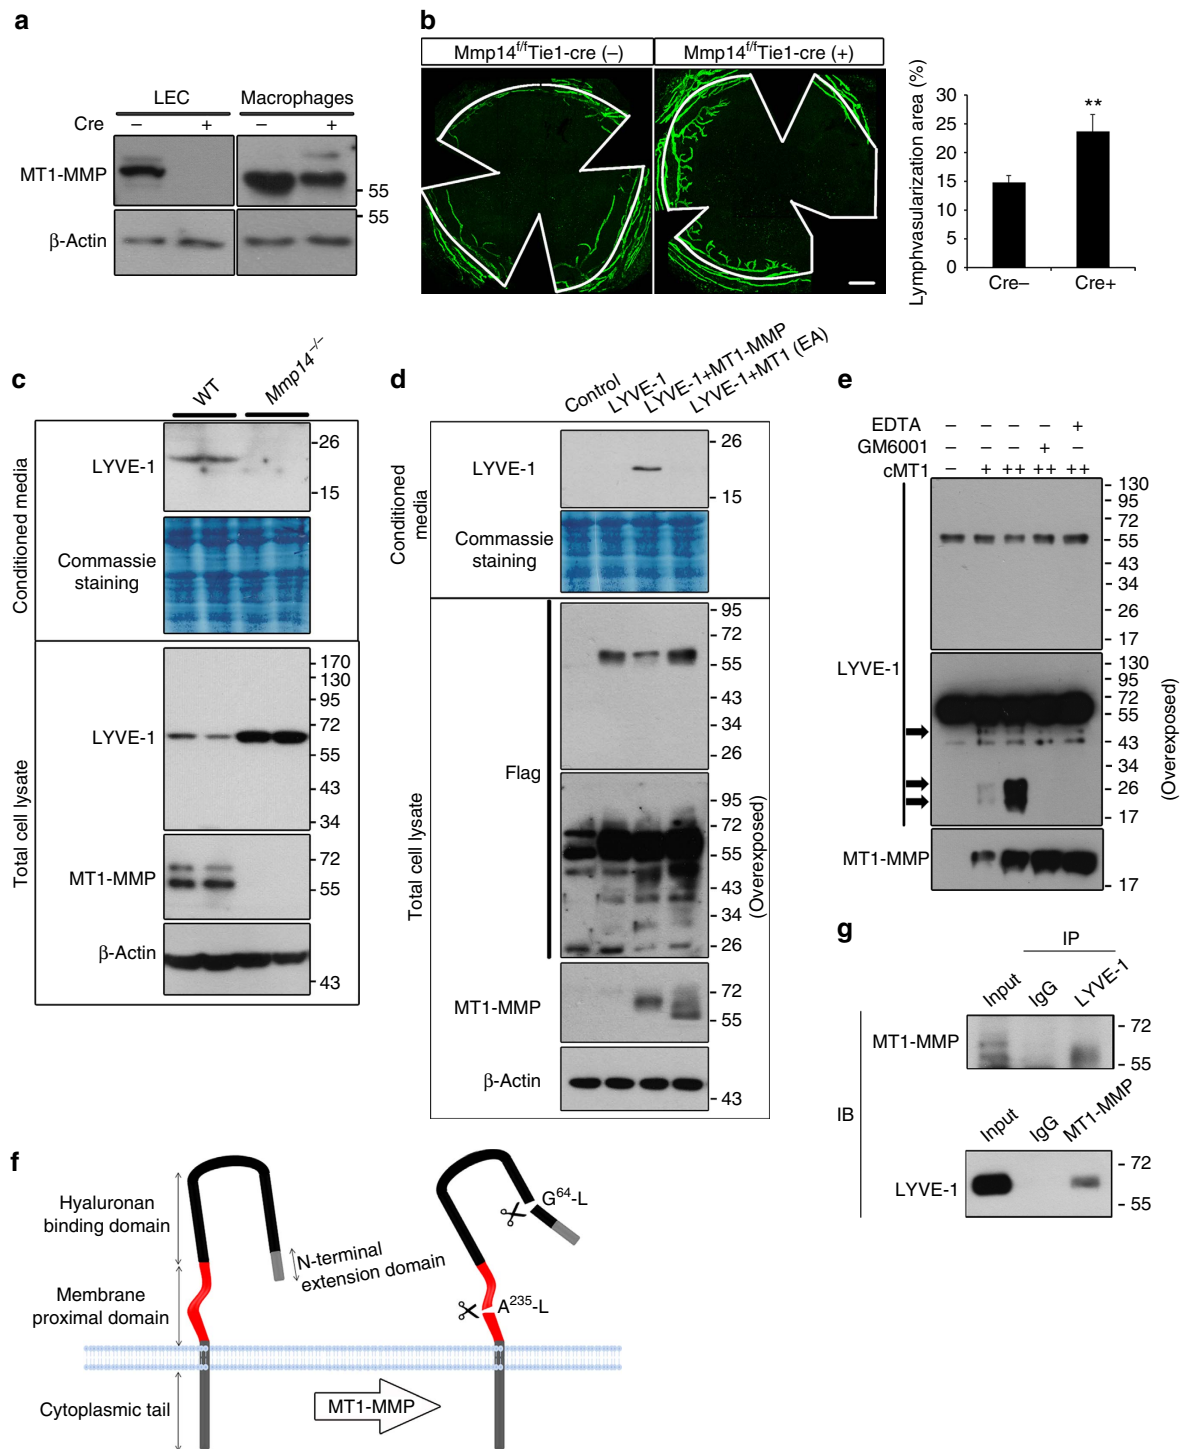 a
LEC
Macrophages
Cre
– + – +
MT1-MMP
- 55
- 55
β-Actin
b
Mmp14f/fTie1-cre (–)
Mmp14f/fTie1-cre (+)
Lymphvasularization area (%)
30
25
20
15
10
5
0
**
Cre–
Cre+
c
WT
Mmp14–/–
Conditioned media
LYVE-1
-26
-15
Commassie
staining
Total cell lysate
LYVE-1
- 170
- 130
- 95
- 72
- 55
- 43
- 34
MT1-MMP
- 72
- 55
β-Actin
- 43
d
Control
LYVE-1
LYVE-1+MT1-MMP
LYVE-1+MT1 (EA)
Conditioned
media
LYVE-1
- 26
- 15
Commassie
staining
Total cell lysate
Flag
- 95
- 72
- 55
- 43
- 34
- 26
(Overexposed)
- 95
- 72
- 55
- 43
- 34
- 26
MT1-MMP
- 72
- 55
β-Actin
- 43
e
EDTA – – – – +
GM6001 – – – + –
cMT1 – + ++ ++ ++
LYVE-1
- 130
- 95
- 72
- 55
- 43
- 34
- 26
- 17
(Overexposed)
- 130
- 95
- 72
- 55
- 43
- 34
- 26
- 17
MT1-MMP
- 17
f
Hyaluronan
binding domain
N-terminal
extension domain
Membrane
proximal domain
Cytoplasmic tail
MT1-MMP
G64-L
A235-L
g
IP
Input
IgG
LYVE-1
IB
MT1-MMP
- 72
- 55
Input
IgG
MT1-MMP
LYVE-1
- 72
- 55